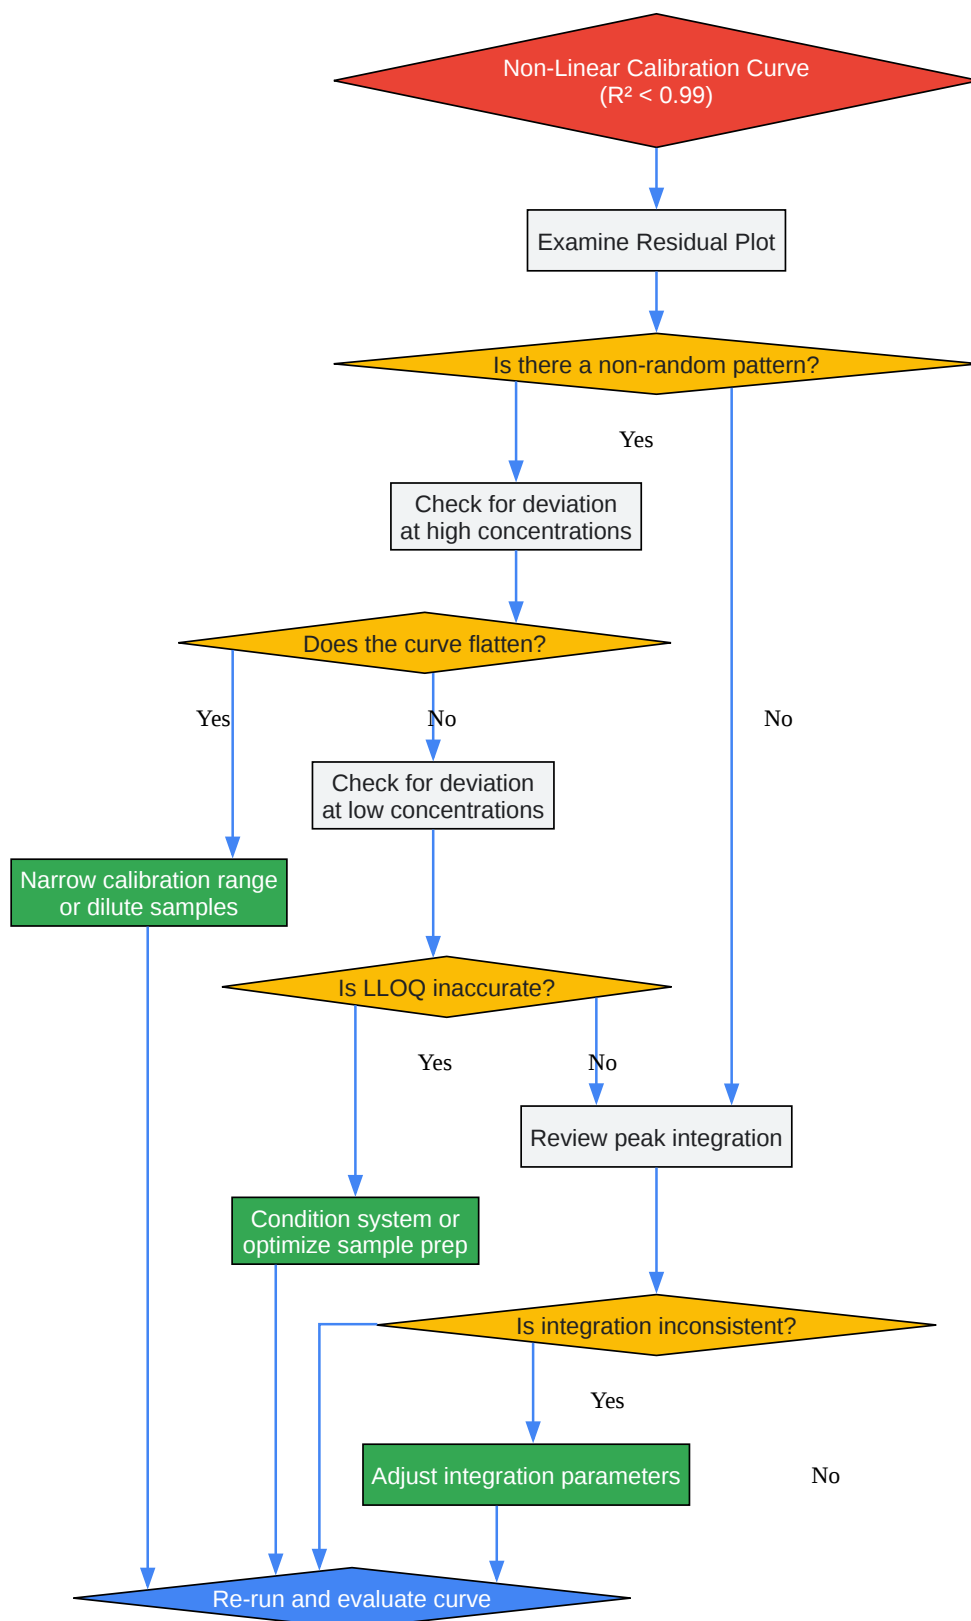 Non-Linear Calibration Curve
(R² < 0.99)
Examine Residual Plot
Is there a non-random pattern?
Yes
Check for deviation
at high concentrations
Does the curve flatten?
Yes
No
No
Check for deviation
at low concentrations
Narrow calibration range
or dilute samples
Is LLOQ inaccurate?
Yes
No
Review peak integration
Condition system or
optimize sample prep
Is integration inconsistent?
Yes
Adjust integration parameters
No
Re-run and evaluate curve